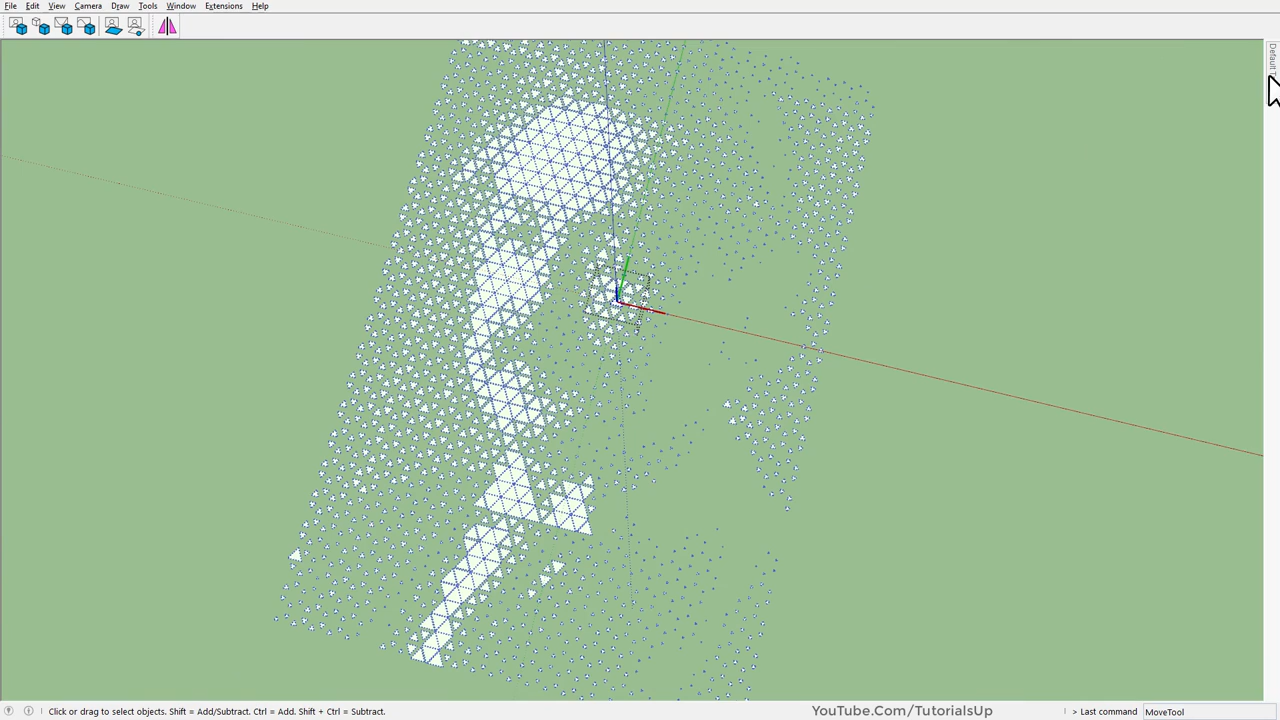 File Edit View Camera Draw Tools Window Extensions Help
Click or drag to select objects. Shift = Add/Subtract. Ctrl = Add. Shift + Ctrl = Subtract.
YouTube.Com/TutorialsUp
> Last command MoveTool
Default